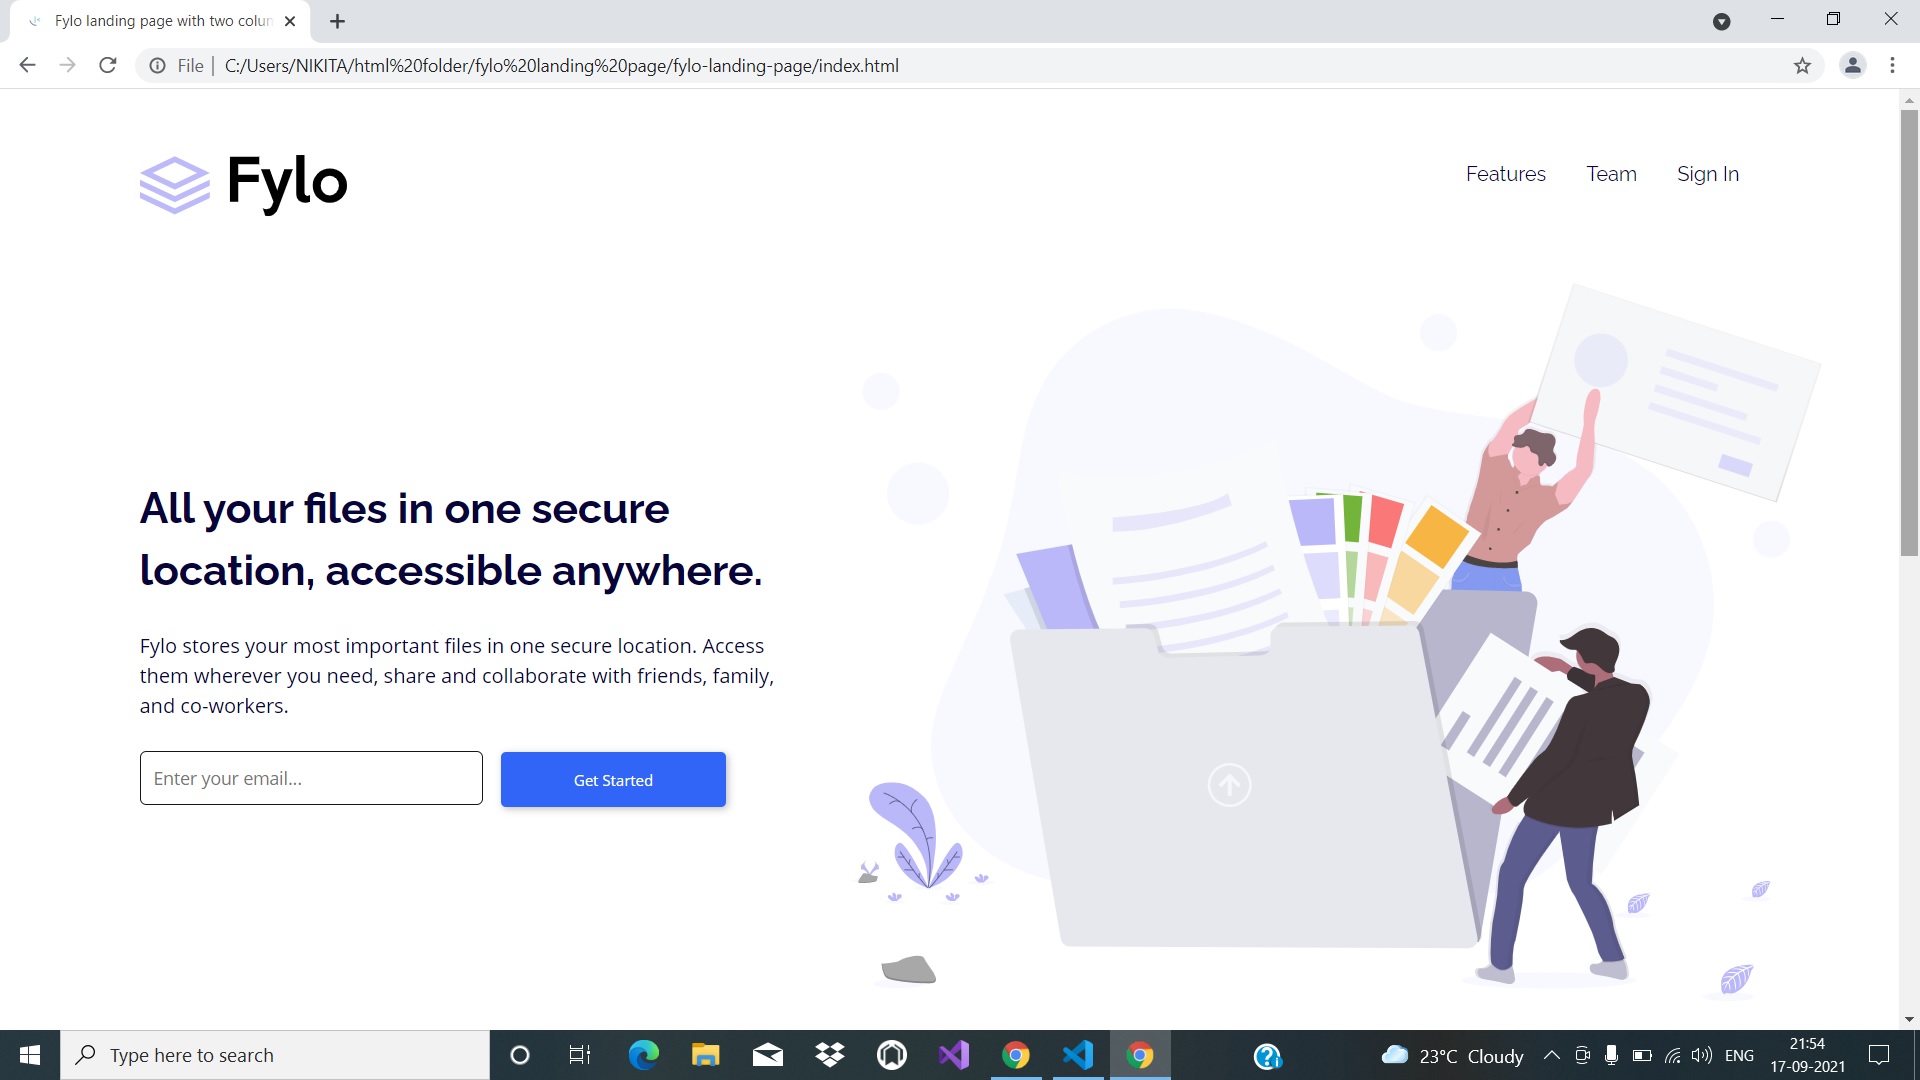 Fylo landing page with two colun
File
C:/Users/NIKITA/html%20folder/fylo%20landing%20page/fylo-landing-page/index.html
Fylo
Features
Team
Sign In
All your files in one secure
location, accessible anywhere.
Fylo stores your most important files in one secure location. Access
them wherever you need, share and collaborate with friends, family,
and co-workers.
Enter your email...
Get Started
Type here to search
23°C Cloudy
ENG
21:54
17-09-2021